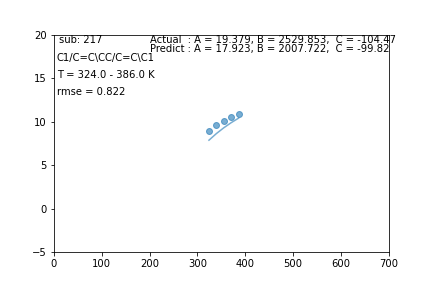 sub: 217
Actual : A = 19.379, B = 2529.853, C = -104.47
Predict : A = 17.923, B = 2007.722, C = -99.82
C1/C=C\CC/C=C\C1
T = 324.0 - 386.0 K
rmse = 0.822
20
15
10
5
0
−5
0 100 200 300 400 500 600 700